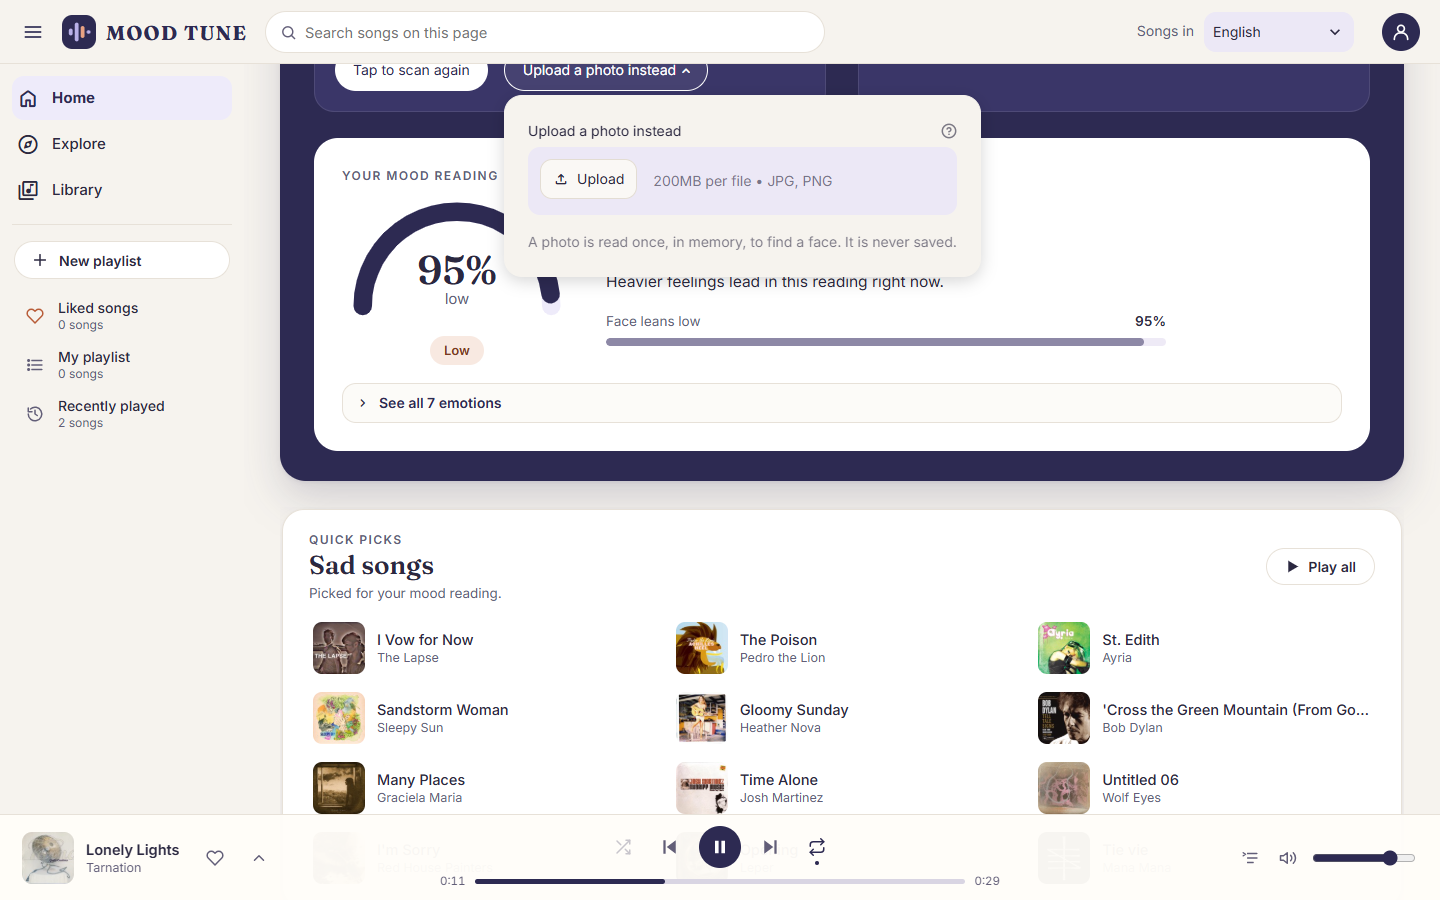 MOOD TUNE
Search songs on this page
Songs in
English
Home
Explore
Library
New playlist
Liked songs
0 songs
My playlist
0 songs
Recently played
2 songs
Tap to scan again
Upload a photo instead
Upload a photo instead
Upload
200MB per file • JPG, PNG
A photo is read once, in memory, to find a face. It is never saved.
YOUR MOOD READING
95%
low
Low
Heavier feelings lead in this reading right now.
Face leans low
95%
See all 7 emotions
QUICK PICKS
Sad songs
Picked for your mood reading.
Play all
I Vow for Now
The Lapse
The Poison
Pedro the Lion
St. Edith
Ayria
Sandstorm Woman
Sleepy Sun
Gloomy Sunday
Heather Nova
'Cross the Green Mountain (From Go...
Bob Dylan
Many Places
Graciela Maria
Time Alone
Josh Martinez
Untitled 06
Wolf Eyes
I'm Sorry
Lonely Lights
Tarnation
0:11
0:29